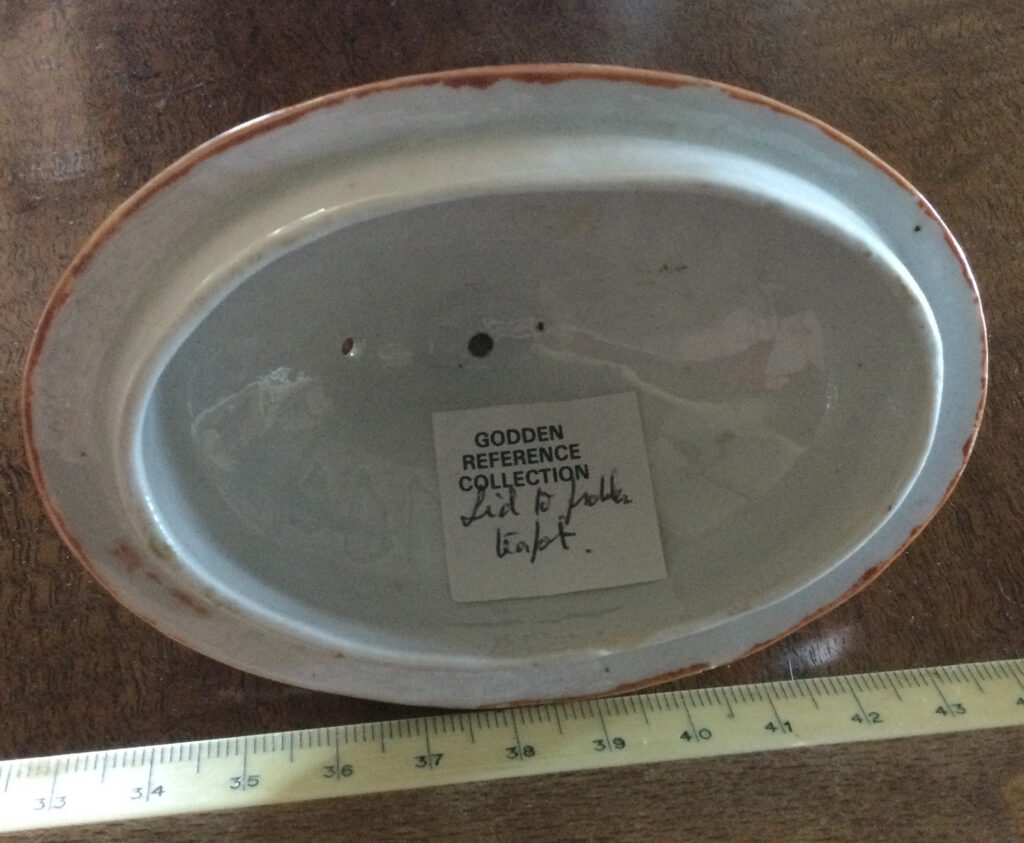 GODDEN
REFERENCE
COLLECTION
Lid to
teapot.
33 34 35 36 37 38 39 40 41 42 43